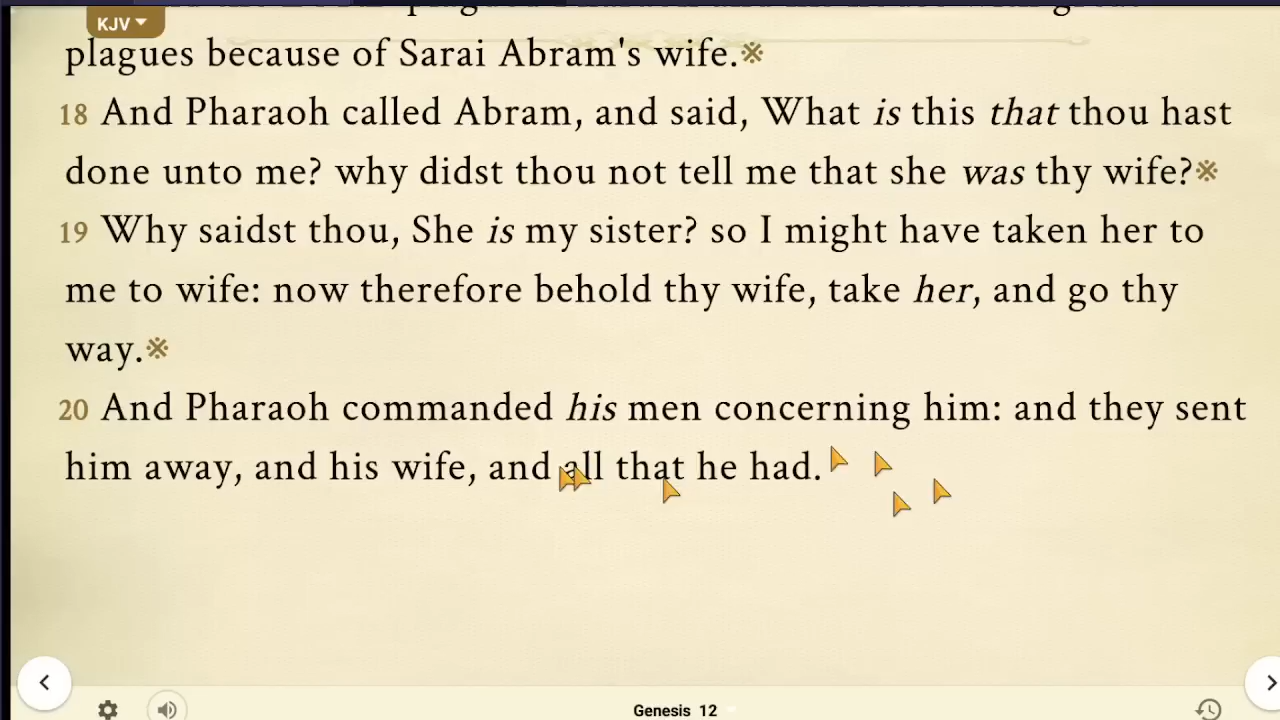 KJV
plagues because of Sarai Abram's wife.※
18 And Pharaoh called Abram, and said, What is this that thou hast
done unto me? why didst thou not tell me that she was thy wife?※
19 Why saidst thou, She is my sister? so I might have taken her to
me to wife: now therefore behold thy wife, take her, and go thy
way.※
20 And Pharaoh commanded his men concerning him: and they sent
him away, and his wife, and all that he had.
Genesis 12